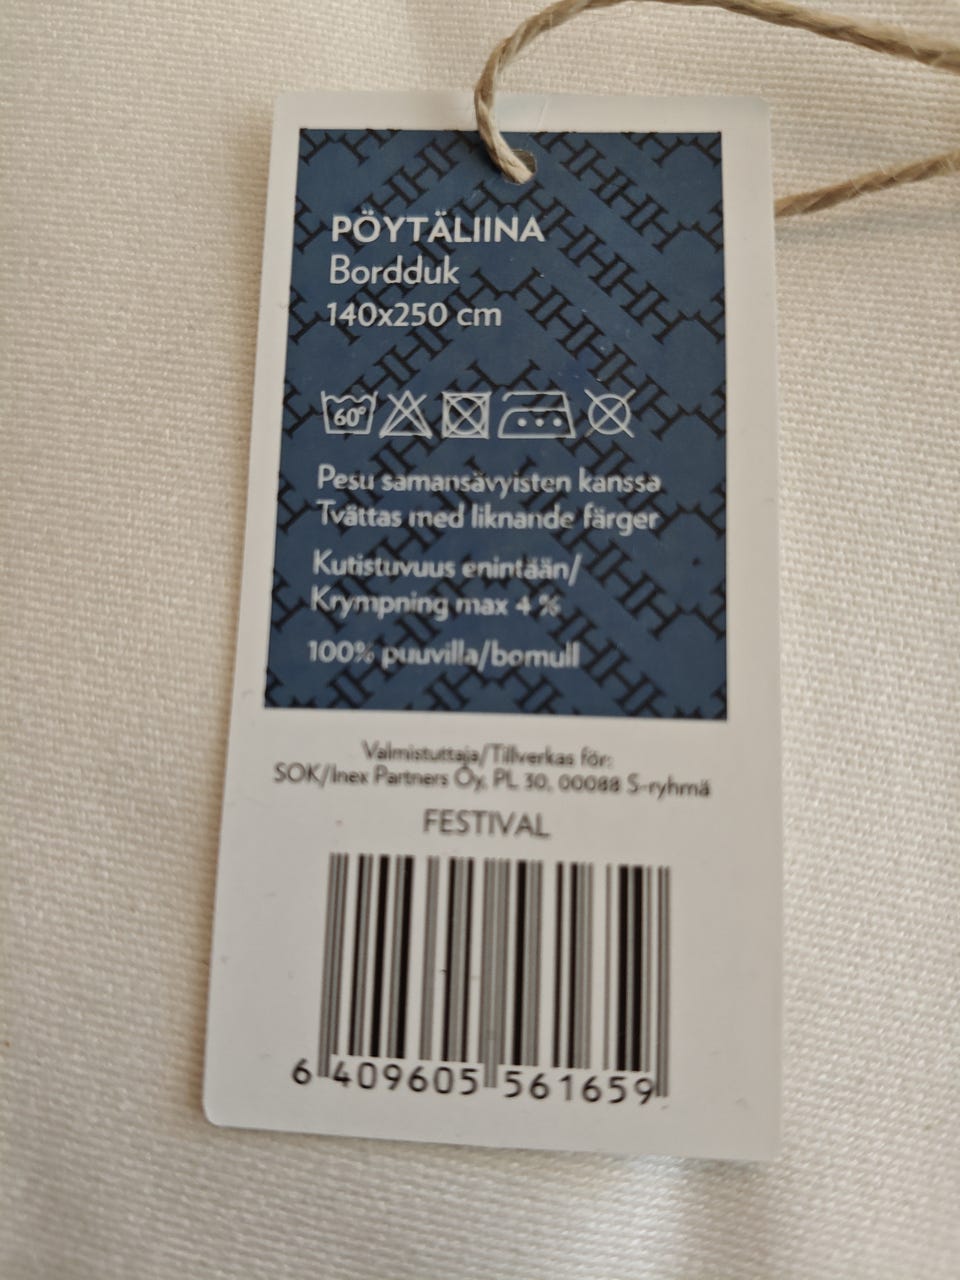 PÖYTÄLIINA
Bordduk
140x250 cm
60°
Pesu samansävyisten kanssa
Tvättas med liknande färger
Kutistuvuus enintään/
Krympning max 4 %
100% puuvilla/bomull
Valmistuttaja/Tillverkas för:
SOK/Inex Partners Oy, PL 30, 00088 S-ryhmä
FESTIVAL
6 409605 561659